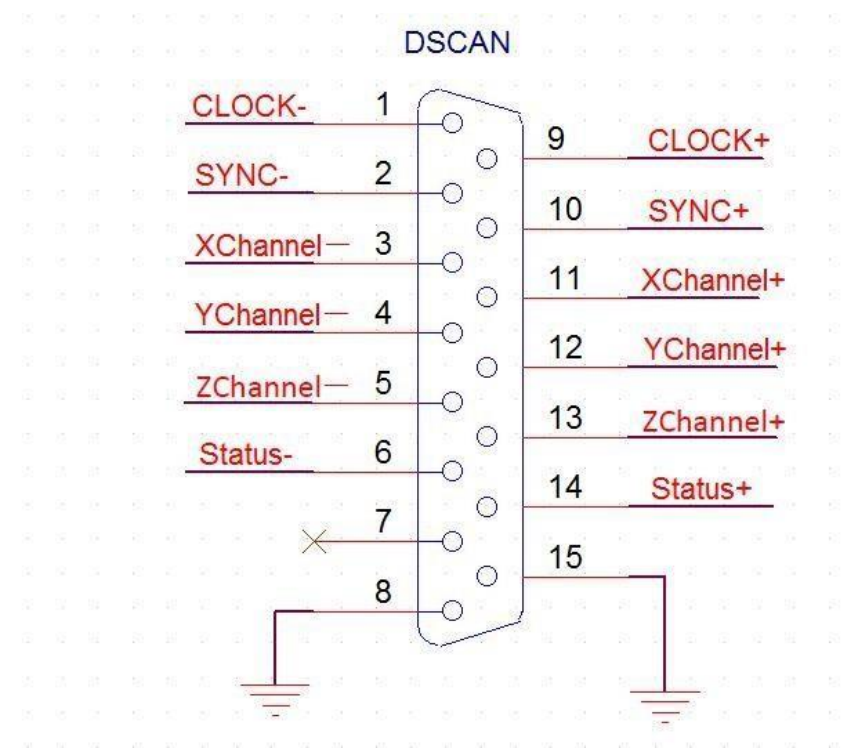 DSCAN
CLOCK- 1
9 CLOCK+
SYNC- 2
10 SYNC+
XChannel— 3
11 XChannel+
YChannel— 4
12 YChannel+
ZChannel— 5
13 ZChannel+
Status- 6
14 Status+
7
15
8